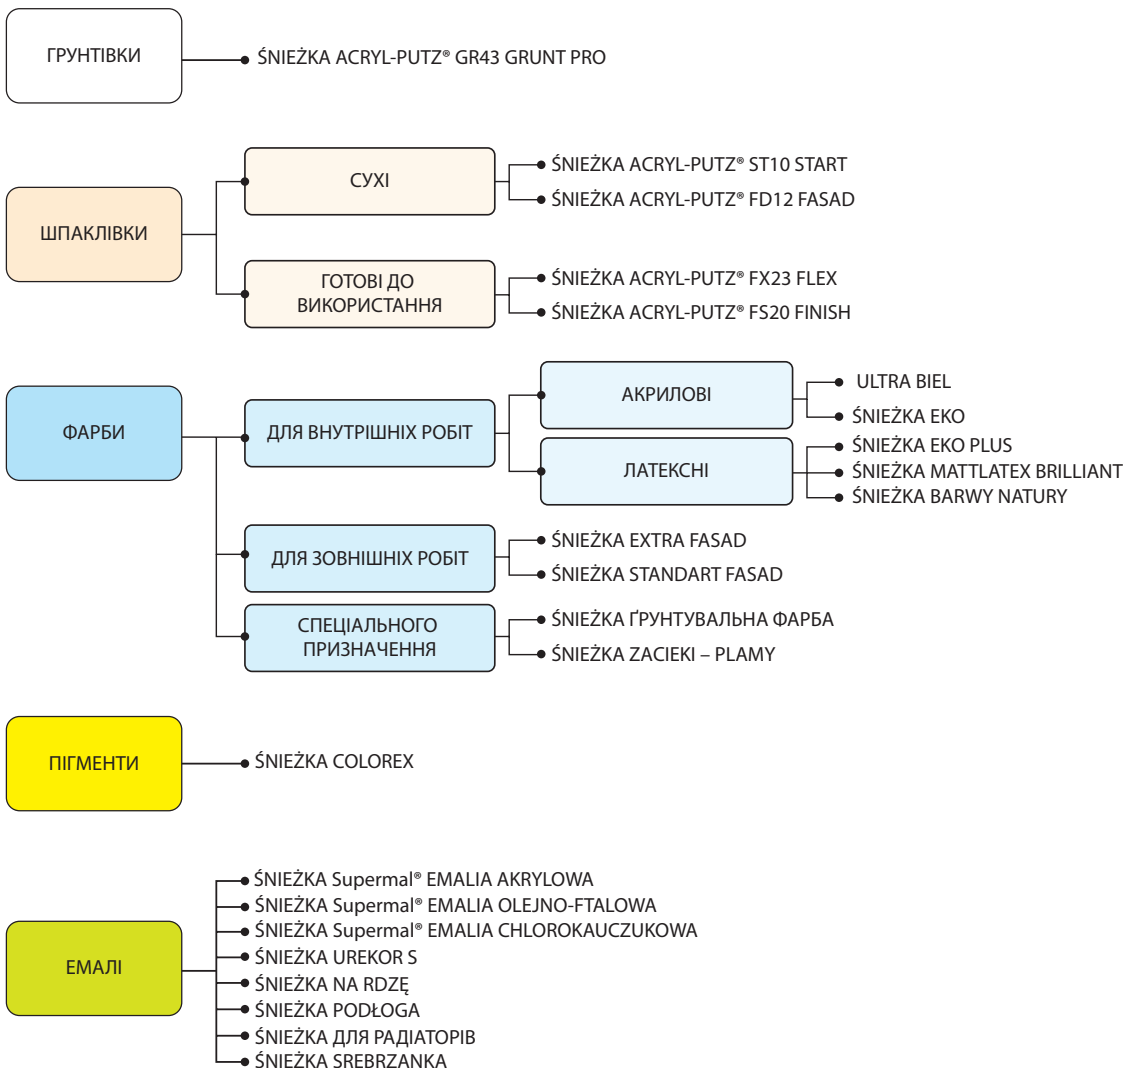 ГРУНТІВКИ
ŚNIEŻKA ACRYL-PUTZ® GR43 GRUNT PRO
ШПАКЛІВКИ
СУХІ
ŚNIEŻKA ACRYL-PUTZ® ST10 START
ŚNIEŻKA ACRYL-PUTZ® FD12 FASAD
ГОТОВІ ДО
ВИКОРИСТАННЯ
ŚNIEŻKA ACRYL-PUTZ® FX23 FLEX
ŚNIEŻKA ACRYL-PUTZ® FS20 FINISH
ФАРБИ
ДЛЯ ВНУТРІШНІХ РОБІТ
АКРИЛОВІ
ULTRA BIEL
ŚNIEŻKA EKO
ЛАТЕКСНІ
ŚNIEŻKA EKO PLUS
ŚNIEŻKA MATTLATEX BRILLIANT
ŚNIEŻKA BARWY NATURY
ДЛЯ ЗОВНІШНІХ РОБІТ
ŚNIEŻKA EXTRA FASAD
ŚNIEŻKA STANDART FASAD
СПЕЦІАЛЬНОГО
ПРИЗНАЧЕННЯ
ŚNIEŻKA ҐРУНТУВАЛЬНА ФАРБА
ŚNIEŻKA ZACIEKI – PLAMY
ПІГМЕНТИ
ŚNIEŻKA COLOREX
ЕМАЛІ
ŚNIEŻKA Supermal® EMALIA AKRYLOWA
ŚNIEŻKA Supermal® EMALIA OLEJNO-FTALOWA
ŚNIEŻKA Supermal® EMALIA CHLOROKAUCZUKOWA
ŚNIEŻKA UREKOR S
ŚNIEŻKA NA RDZĘ
ŚNIEŻKA PODŁOGA
ŚNIEŻKA ДЛЯ РАДІАТОРІВ
ŚNIEŻKA SREBRZANKA